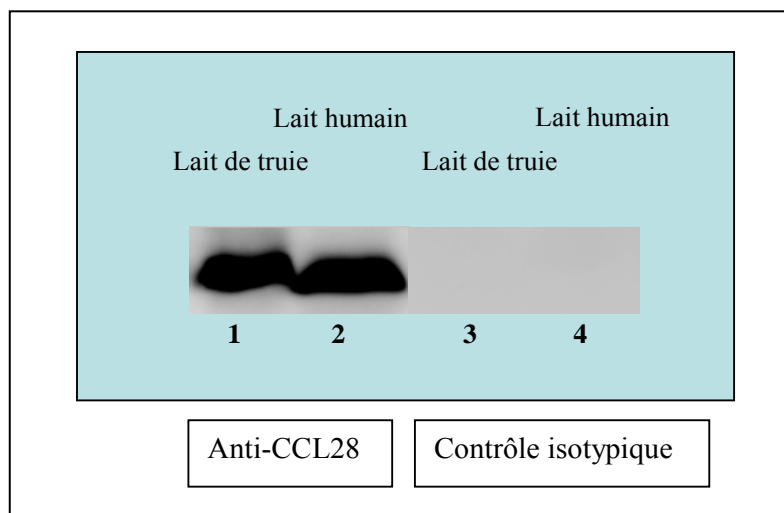 Lait humain
Lait humain
Lait de truie
Lait de truie
1
2
3
4
Anti-CCL28
Contrôle isotypique